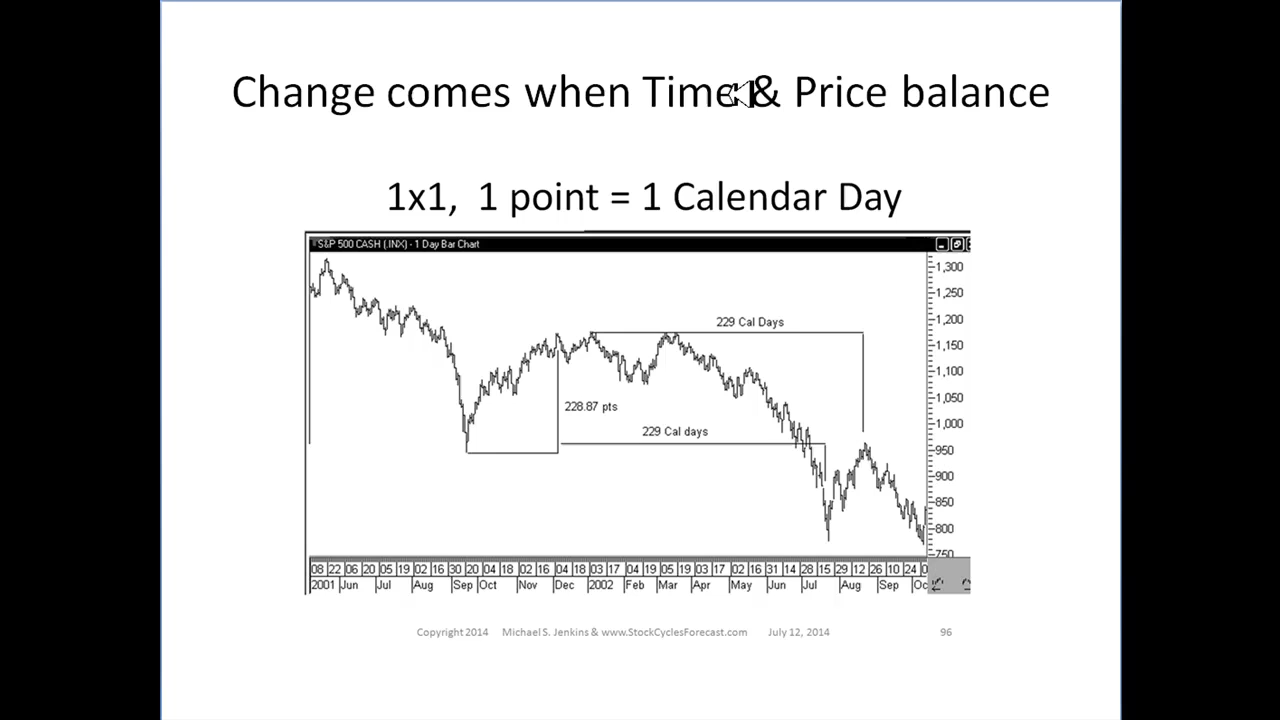 Change comes when Time & Price balance
1x1, 1 point = 1 Calendar Day
S&P 500 CASH (.INX) - 1 Day Bar Chart
1,300
1,250
229 Cal Days
1,200
1,150
1,100
228.87 pts
1,050
229 Cal days
1,000
950
900
850
800
750
08 22 06 20 05 19 02 16 30 20 04 18 02 16 04 18 03 17 05 19 05 19 03 17 02 16 31 14 28 15 29 12 26 10 24 0
2001 Jun Jul Aug Sep Oct Nov Dec 2002 Feb Mar Apr May Jun Jul Aug Sep Oc
Copyright 2014 Michael S. Jenkins & www.StockCyclesForecast.com July 12, 2014 96